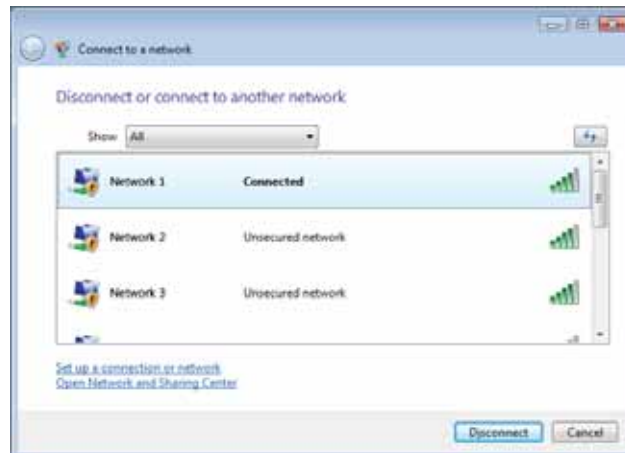 Connect to a network
Disconnect or connect to another network
Show All
Network 1 Connected
Network 2 Unsecured network
Network 3 Unsecured network
Set up a connection or network
Open Network and Sharing Center
Disconnect Cancel